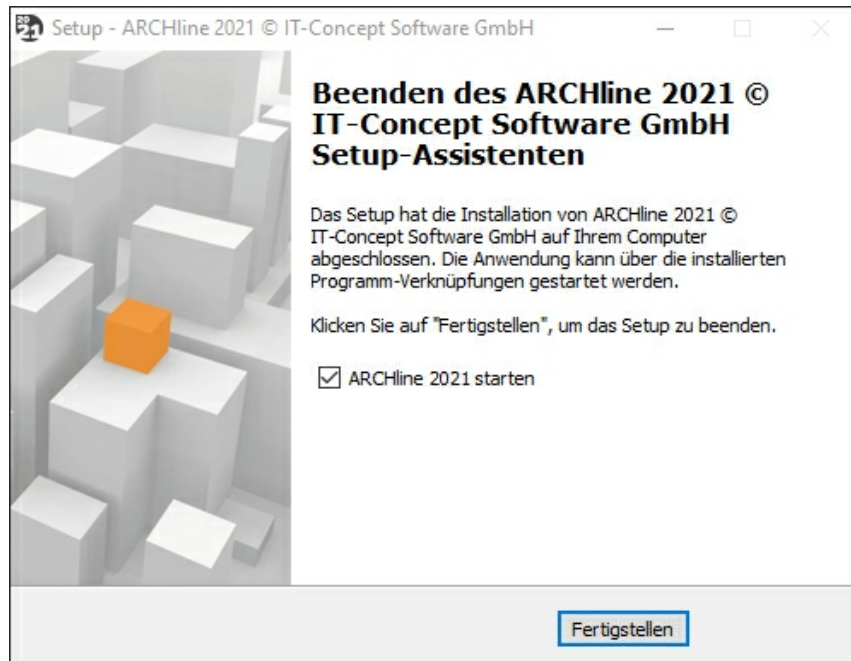 20
21
Setup - ARCHline 2021 © IT-Concept Software GmbH
Beenden des ARCHline 2021 ©
IT-Concept Software GmbH
Setup-Assistenten
Das Setup hat die Installation von ARCHline 2021 ©
IT-Concept Software GmbH auf Ihrem Computer
abgeschlossen. Die Anwendung kann über die installierten
Programm-Verknüpfungen gestartet werden.
Klicken Sie auf "Fertigstellen", um das Setup zu beenden.
ARCHline 2021 starten
Fertigstellen